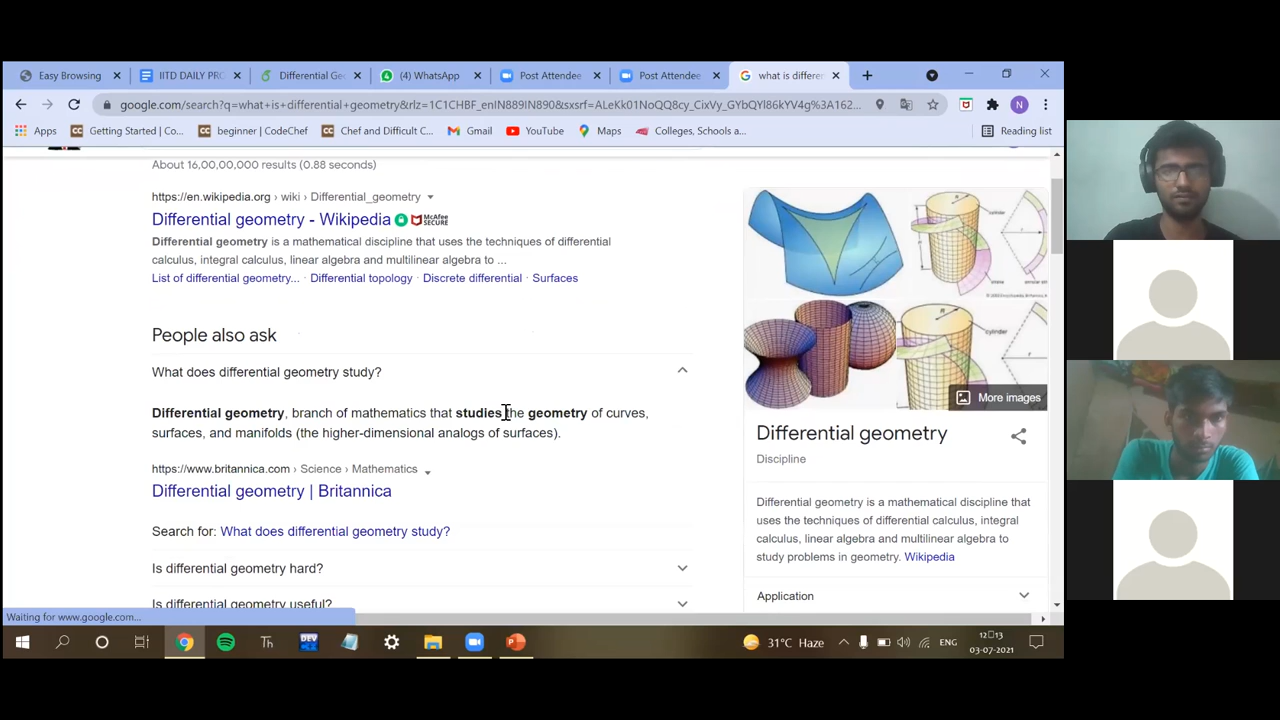 Easy Browsing
IITD DAILY PRO
Differential Ge
(4) WhatsApp
Post Attendee
Post Attendee
what is differen
google.com/search?q=what+is+differential+geometry&rlz=1C1CHBF_enIN889IN890&sxsrf=ALeKk01NoQQ8cy_CixVy_GYbQYl86kYV4g%3A162...
N
Apps
Getting Started | Co...
beginner | CodeChef
Chef and Difficult C...
Gmail
YouTube
Maps
Colleges, Schools a...
Reading list
About 16,00,00,000 results (0.88 seconds)
https://en.wikipedia.org › wiki › Differential_geometry
Differential geometry - Wikipedia
McAfee
SECURE
Differential geometry is a mathematical discipline that uses the techniques of differential
calculus, integral calculus, linear algebra and multilinear algebra to ...
List of differential geometry... · Differential topology · Discrete differential · Surfaces
People also ask
What does differential geometry study?
Differential geometry, branch of mathematics that studies the geometry of curves,
surfaces, and manifolds (the higher-dimensional analogs of surfaces).
https://www.britannica.com › Science › Mathematics
Differential geometry | Britannica
Search for: What does differential geometry study?
Is differential geometry hard?
Is differential geometry useful?
cylinder
cylinder
More images
Differential geometry
Discipline
Differential geometry is a mathematical discipline that
uses the techniques of differential calculus, integral
calculus, linear algebra and multilinear algebra to
study problems in geometry. Wikipedia
Application
Waiting for www.google.com...
Th
DEV
31°C Haze
ENG
12:13
03-07-2021